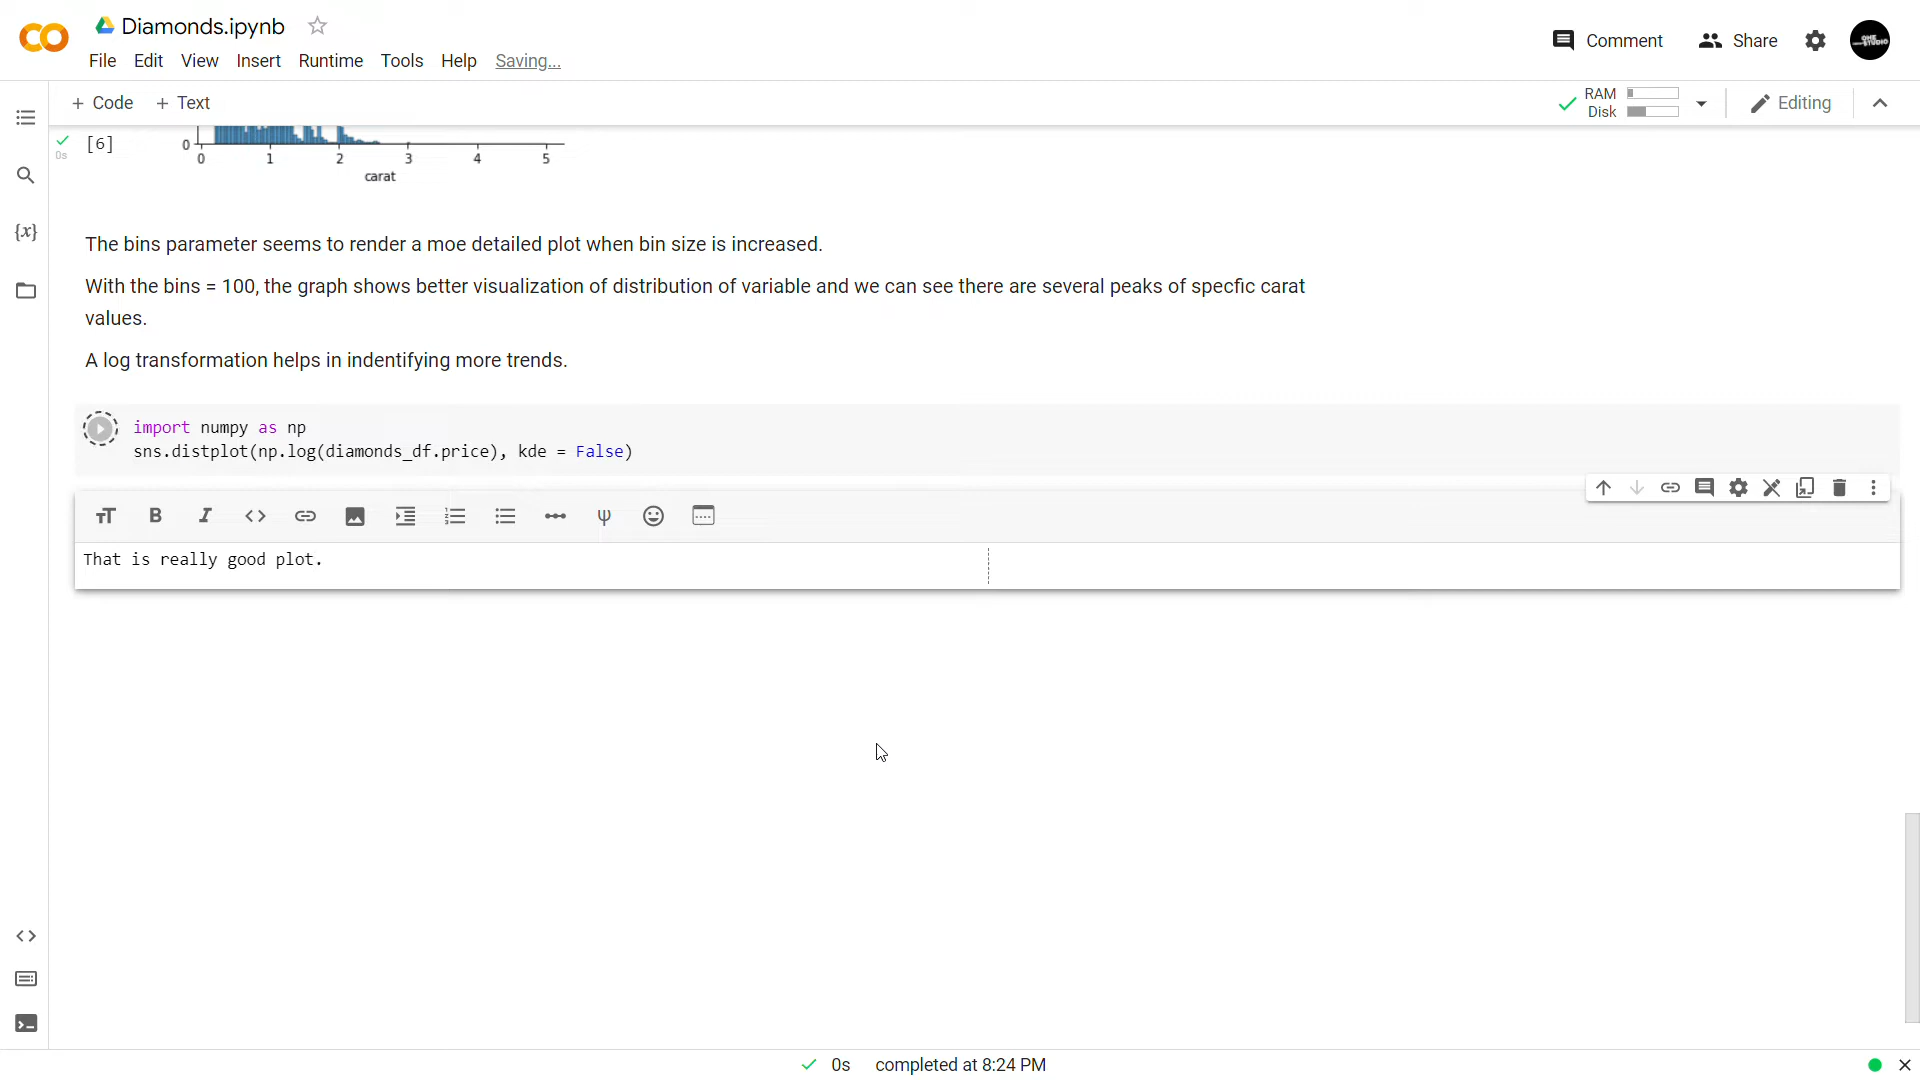 Diamonds.ipynb
File Edit View Insert Runtime Tools Help Saving...
Comment Share
+ Code + Text
RAM
Disk
Editing
[6]
0s
0
0 1 2 3 4 5
carat
{x}
The bins parameter seems to render a moe detailed plot when bin size is increased.
With the bins = 100, the graph shows better visualization of distribution of variable and we can see there are several peaks of specfic carat
values.
A log transformation helps in indentifying more trends.
import numpy as np
sns.distplot(np.log(diamonds_df.price), kde = False)
That is really good plot.
0s completed at 8:24 PM